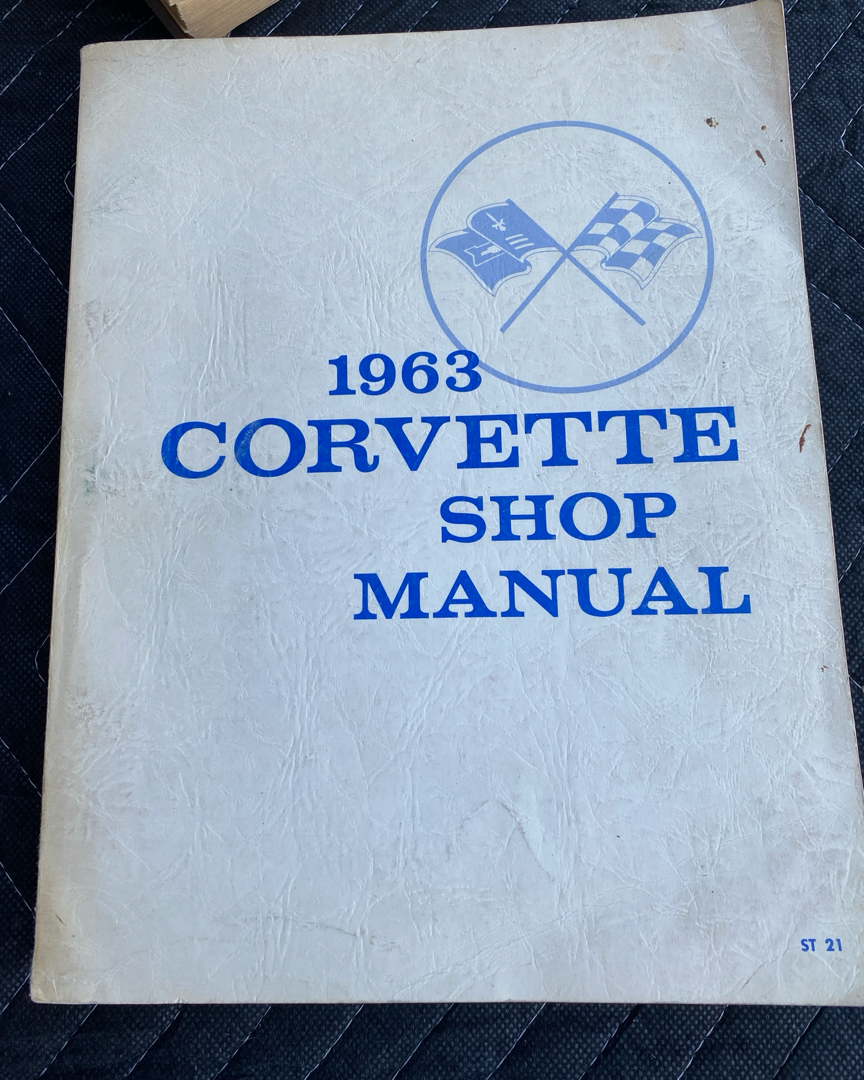 1963
CORVETTE
SHOP
MANUAL
ST 21